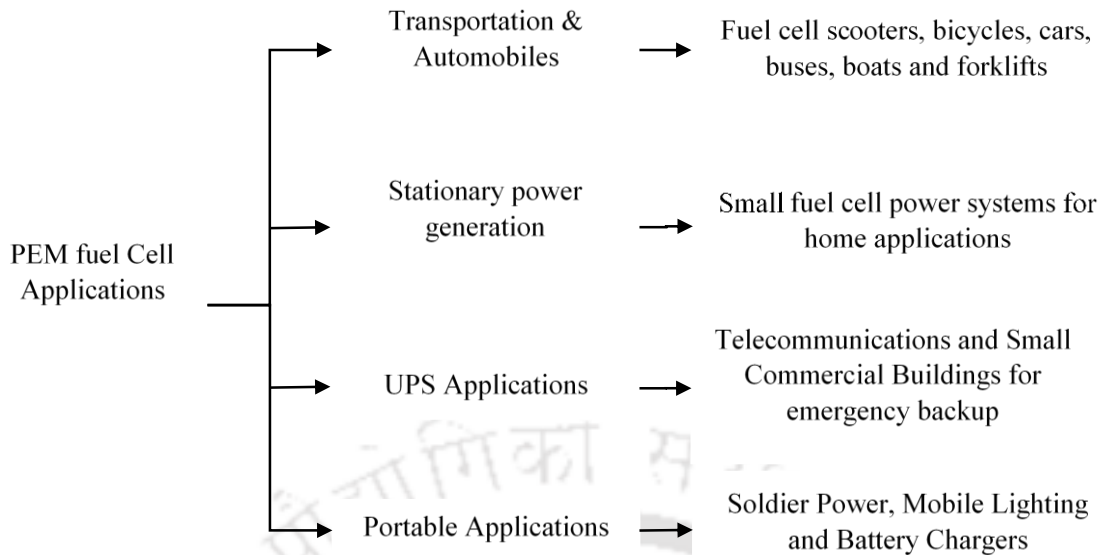 Transportation &
Automobiles
Fuel cell scooters, bicycles, cars,
buses, boats and forklifts
Stationary power
generation
Small fuel cell power systems for
home applications
PEM fuel Cell
Applications
UPS Applications
Telecommunications and Small
Commercial Buildings for
emergency backup
Portable Applications
Soldier Power, Mobile Lighting
and Battery Chargers